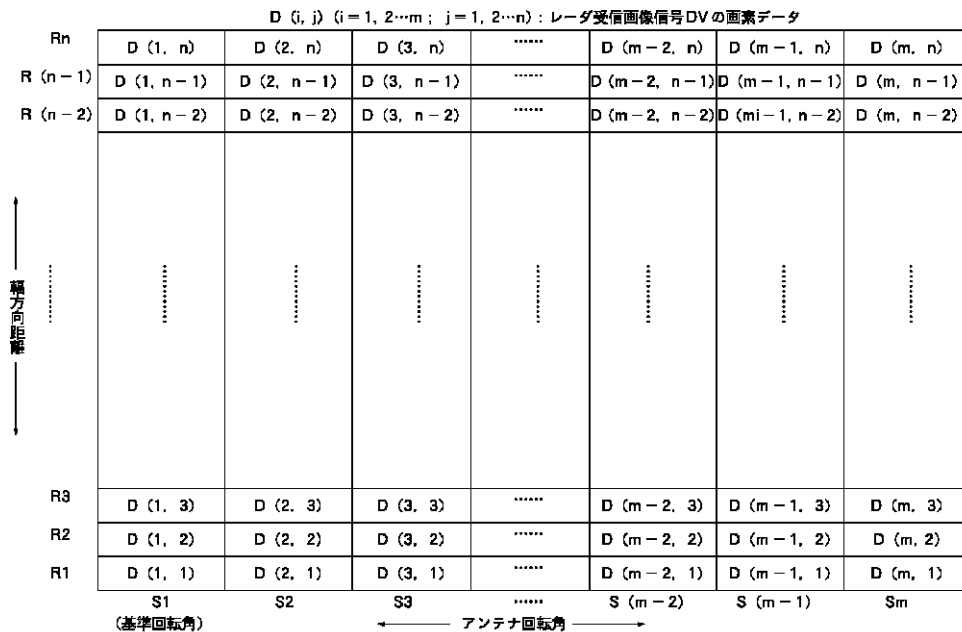 D (i, j) (i = 1, 2…m ; j = 1, 2…n) : レーダ受信画像信号DVの画素データ
Rn D (1, n) D (2, n) D (3, n) …… D (m−2, n) D (m−1, n) D (m, n)
R (n−1) D (1, n−1) D (2, n−1) D (3, n−1) …… D (m−2, n−1) D (m−1, n−1) D (m, n−1)
R (n−2) D (1, n−2) D (2, n−2) D (3, n−2) …… D (m−2, n−2) D (mi−1, n−2) D (m, n−2)
幅方向距離
R3 D (1, 3) D (2, 3) D (3, 3) …… D (m−2, 3) D (m−1, 3) D (m, 3)
R2 D (1, 2) D (2, 2) D (3, 2) …… D (m−2, 2) D (m−1, 2) D (m, 2)
R1 D (1, 1) D (2, 1) D (3, 1) …… D (m−2, 1) D (m−1, 1) D (m, 1)
S1 S2 S3 …… S (m−2) S (m−1) Sm
(基準回転角) アンテナ回転角